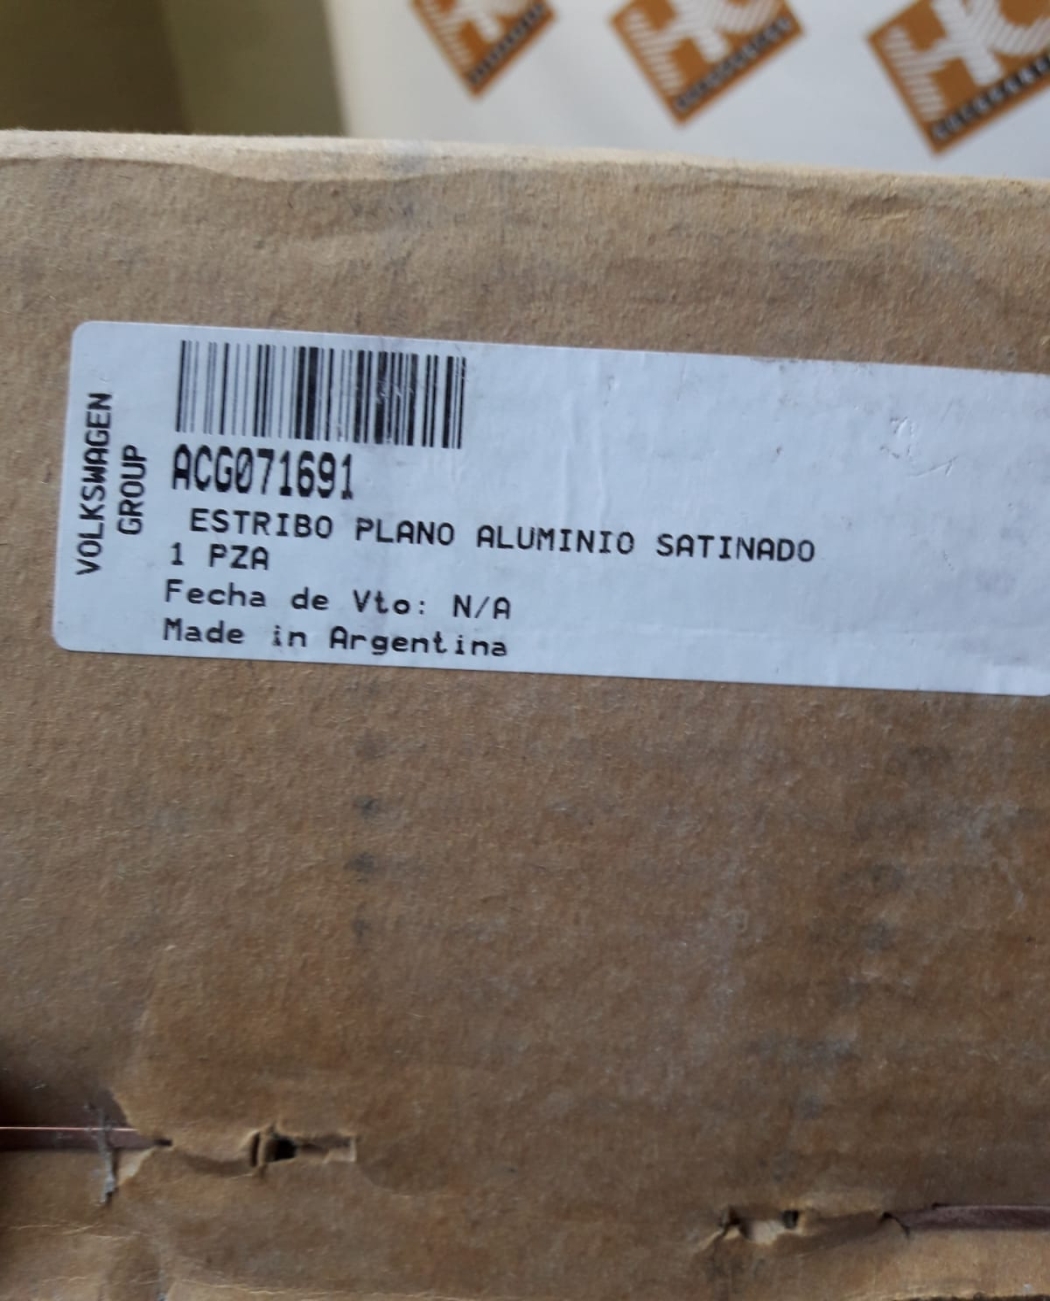 VOLKSWAGEN
GROUP
ACG071691
ESTRIBO PLANO ALUMINIO SATINADO
1 PZA
Fecha de Vto: N/A
Made in Argentina